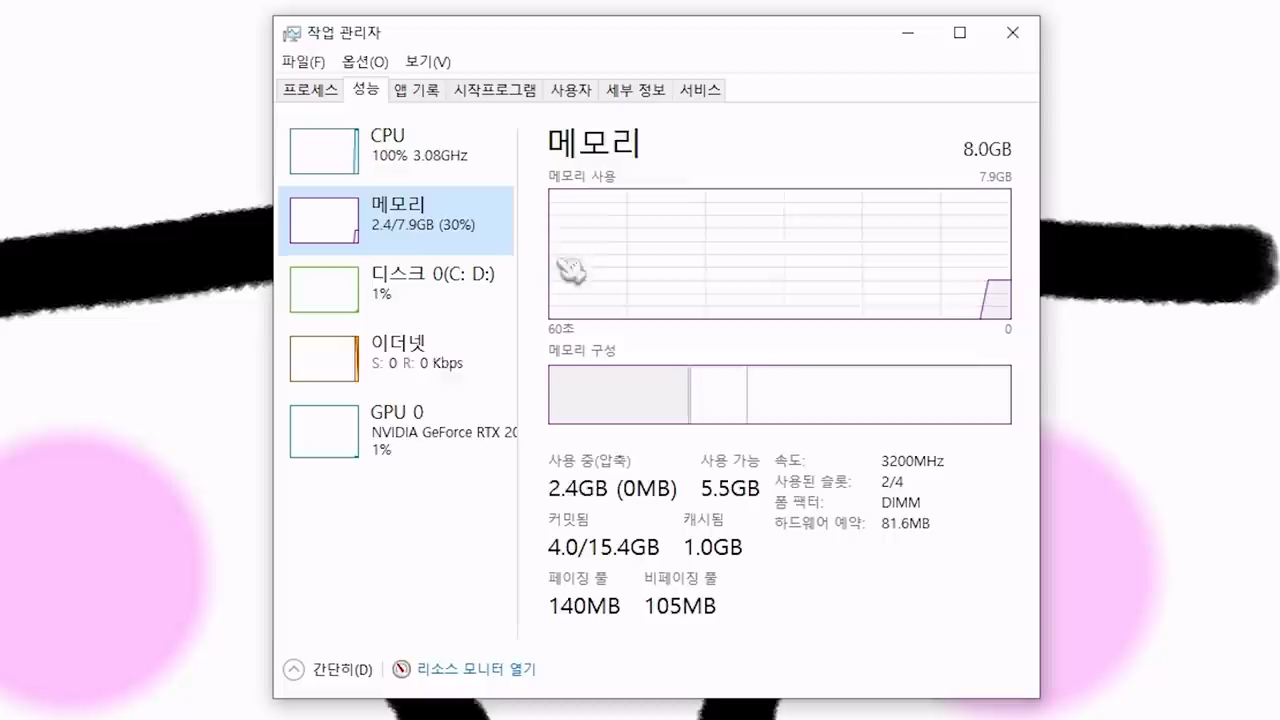 작업 관리자
파일(F) 옵션(O) 보기(V)
프로세스 성능 앱 기록 시작프로그램 사용자 세부 정보 서비스
CPU
100% 3.08GHz
메모리
2.4/7.9GB (30%)
디스크 0(C: D:)
1%
이더넷
S: 0 R: 0 Kbps
GPU 0
NVIDIA GeForce RTX 20
1%
메모리
8.0GB
메모리 사용
7.9GB
60초
0
메모리 구성
사용 중(압축)
2.4GB (0MB)
사용 가능
5.5GB
커밋됨
4.0/15.4GB
캐시됨
1.0GB
페이징 풀
140MB
비페이징 풀
105MB
속도: 3200MHz
사용된 슬롯: 2/4
폼 팩터: DIMM
하드웨어 예약: 81.6MB
간단히(D)
리소스 모니터 열기